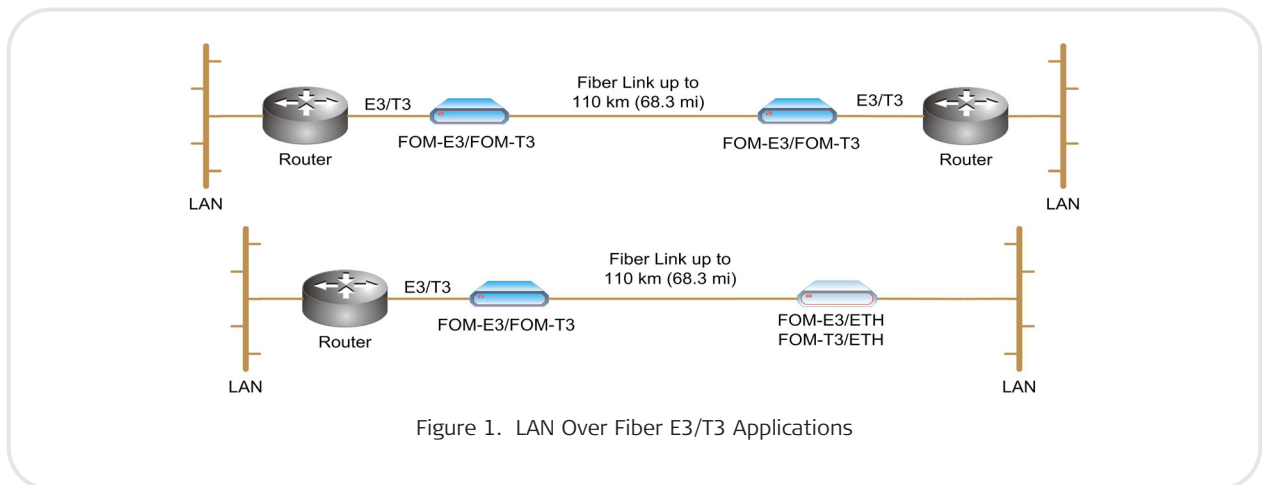 Fiber Link up to
110 km (68.3 mi)
E3/T3
E3/T3
FOM-E3/FOM-T3
FOM-E3/FOM-T3
Router
Router
LAN
LAN
Fiber Link up to
110 km (68.3 mi)
E3/T3
FOM-E3/FOM-T3
FOM-E3/ETH
FOM-T3/ETH
Router
LAN
LAN
Figure 1. LAN Over Fiber E3/T3 Applications